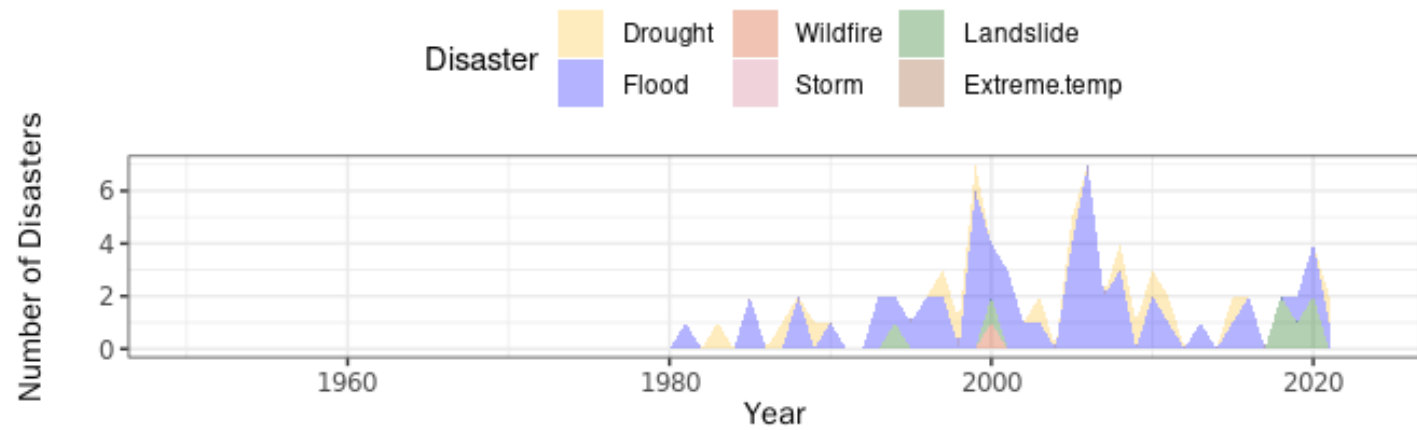 Disaster
Drought
Wildfire
Landslide
Flood
Storm
Extreme.temp
Number of Disasters
6
4
2
0
1960
1980
2000
2020
Year